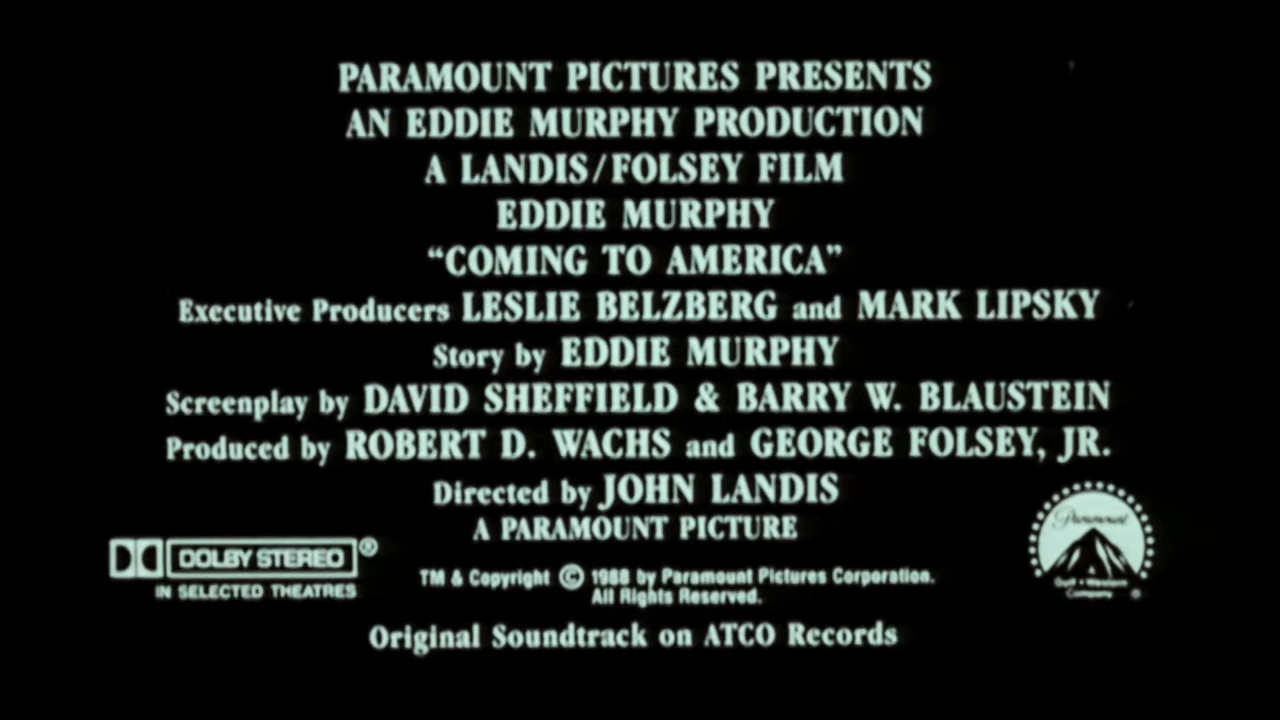 PARAMOUNT PICTURES PRESENTS
AN EDDIE MURPHY PRODUCTION
A LANDIS/FOLSEY FILM
EDDIE MURPHY
“COMING TO AMERICA”
Executive Producers LESLIE BELZBERG and MARK LIPSKY
Story by EDDIE MURPHY
Screenplay by DAVID SHEFFIELD & BARRY W. BLAUSTEIN
Produced by ROBERT D. WACHS and GEORGE FOLSEY, JR.
Directed by JOHN LANDIS
A PARAMOUNT PICTURE
DOLBY STEREO®
IN SELECTED THEATRES
TM & Copyright © 1988 by Paramount Pictures Corporation.
All Rights Reserved.
Paramount
A
Gulf + Western
Company ®
Original Soundtrack on ATCO Records